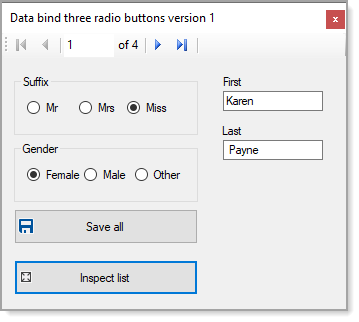 Data bind three radio buttons version 1
1 of 4
Suffix
Mr Mrs Miss
First
Karen
Last
Payne
Gender
Female Male Other
Save all
Inspect list